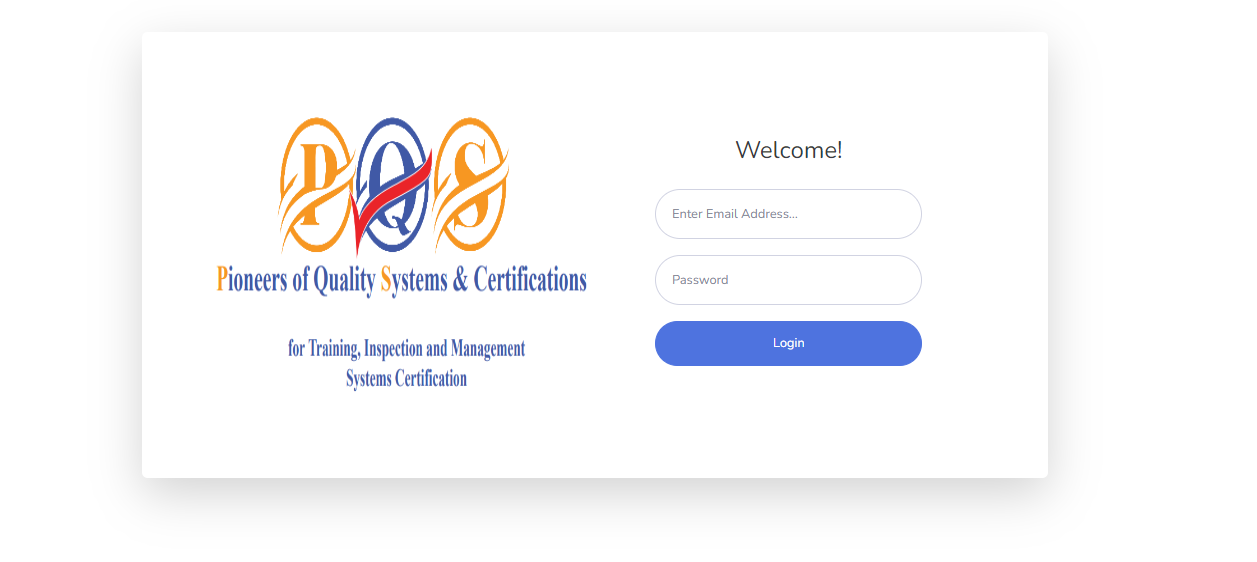 PQS
Pioneers of Quality Systems & Certifications
for Training, Inspection and Management
Systems Certification
Welcome!
Enter Email Address...
Password
Login